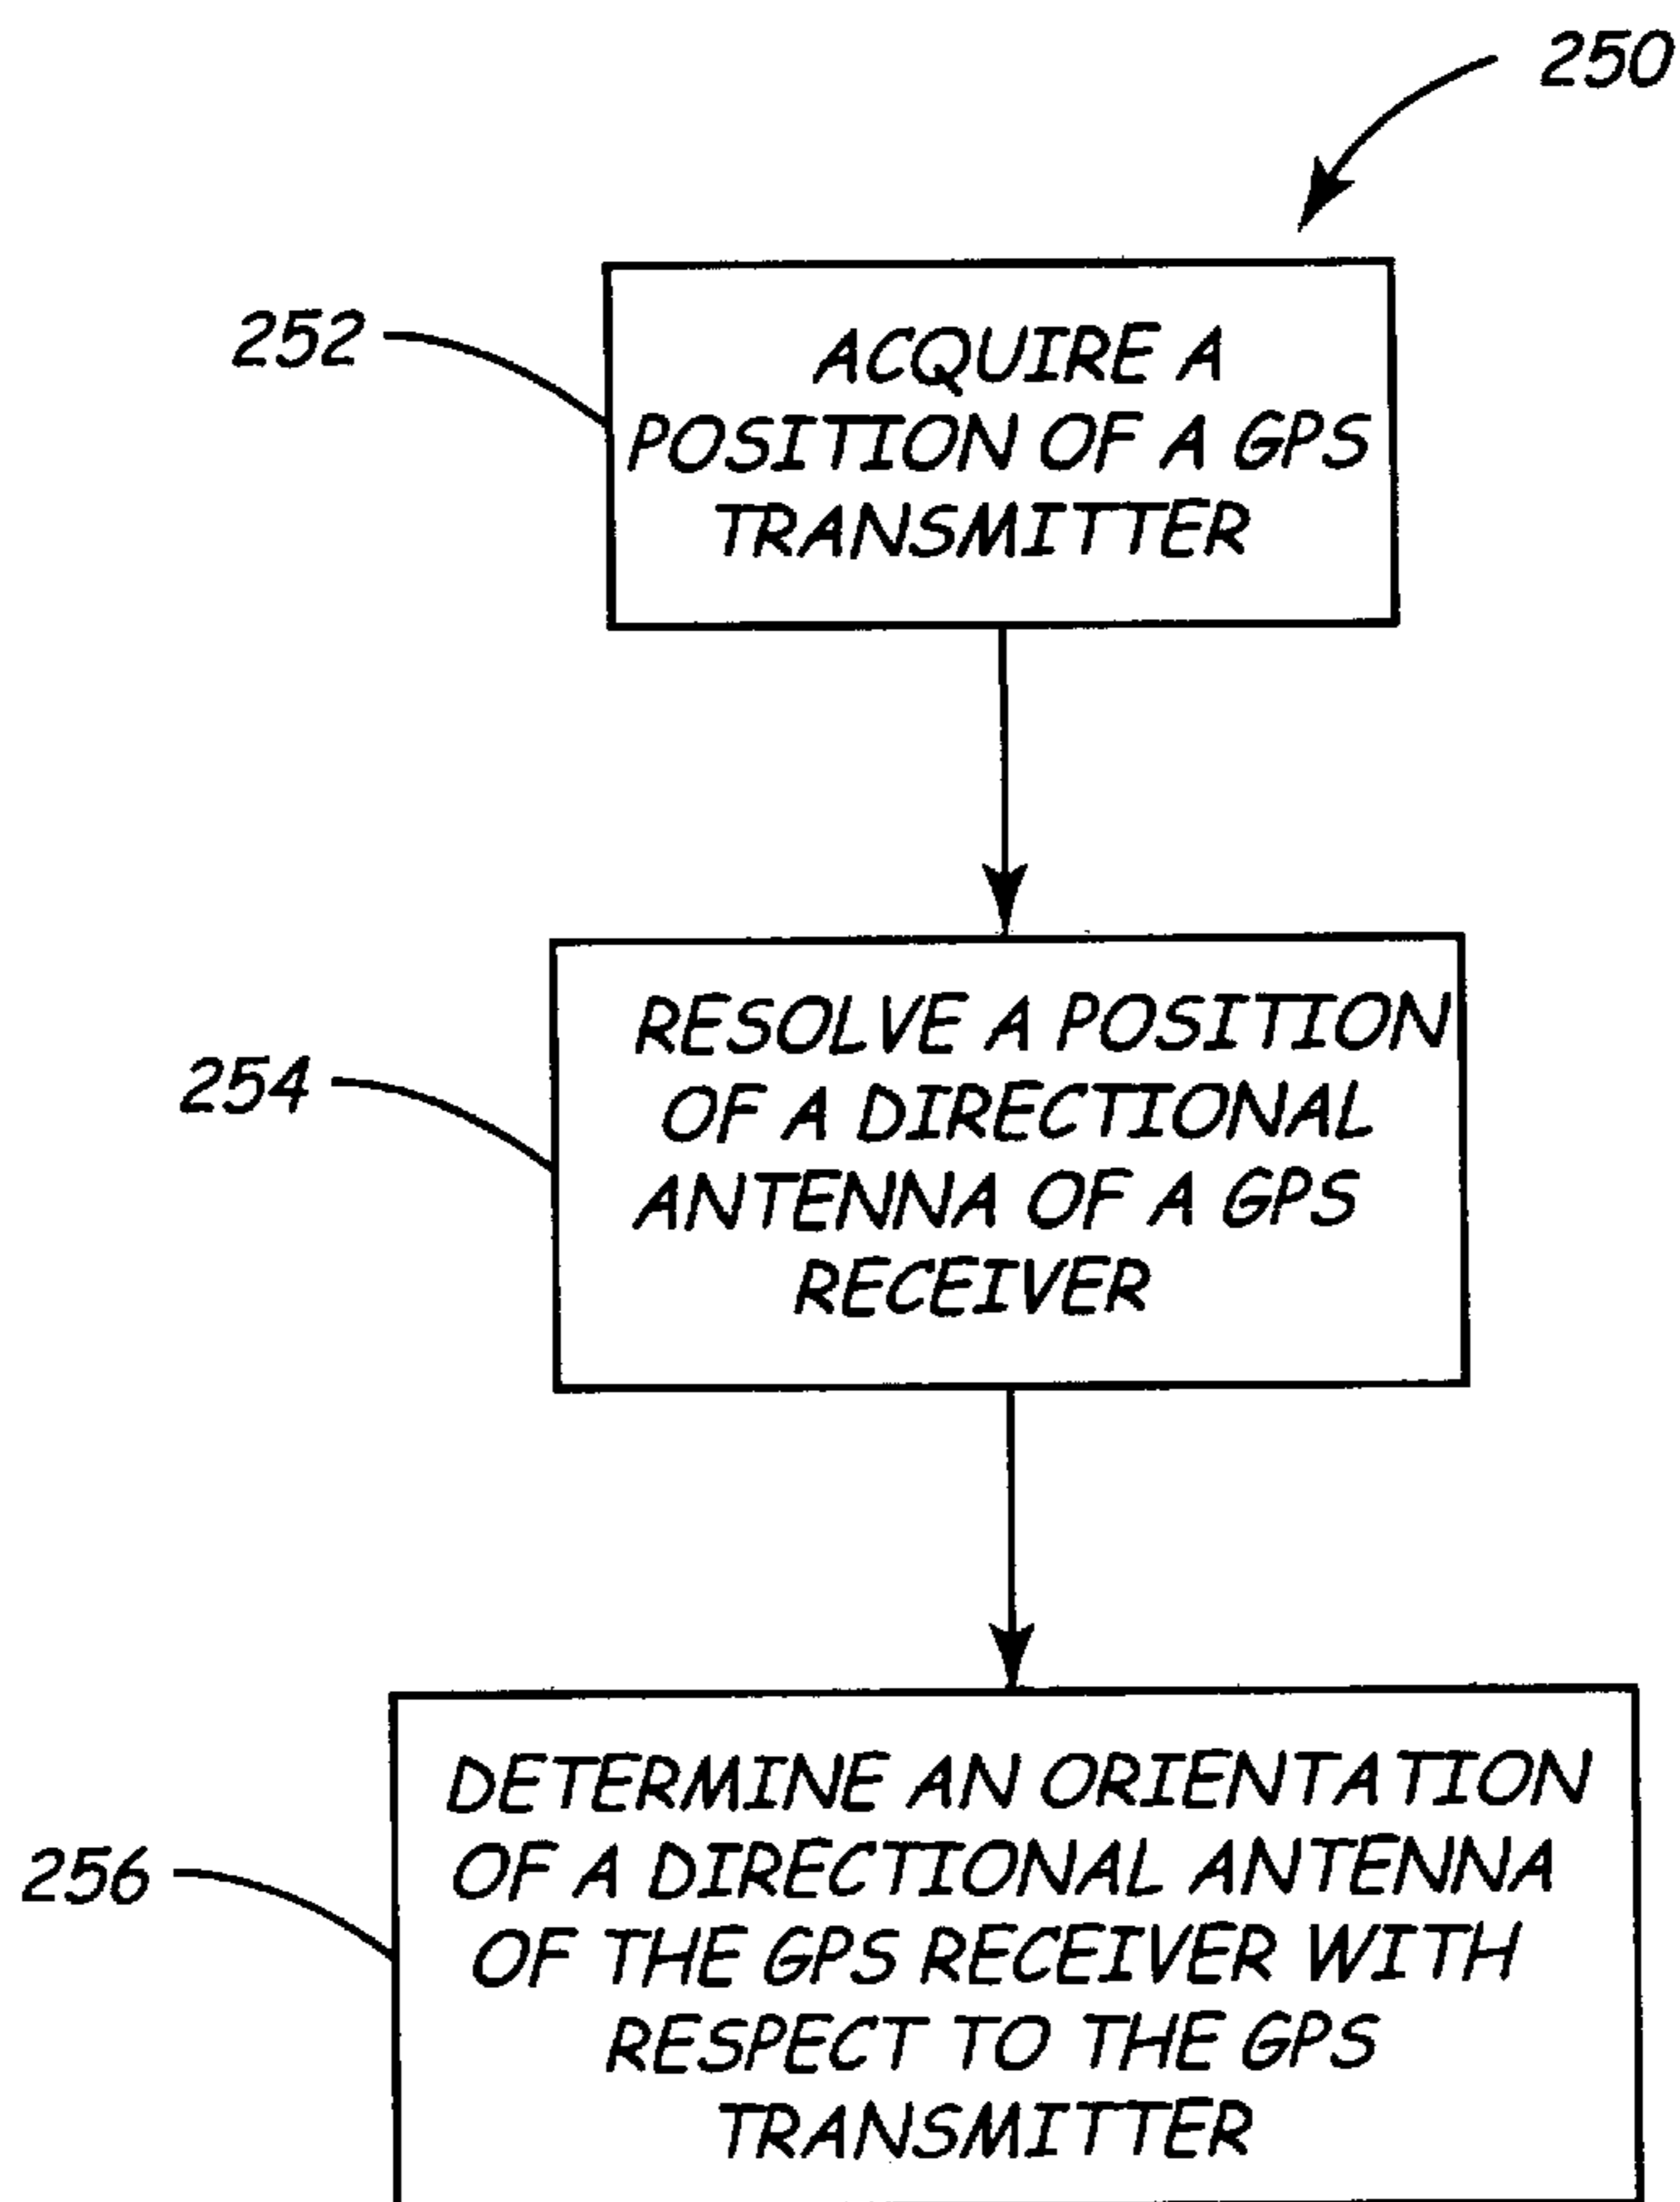 250
252
ACQUIRE A
POSITION OF A GPS
TRANSMITTER
254
RESOLVE A POSITION
OF A DIRECTIONAL
ANTENNA OF A GPS
RECEIVER
256
DETERMINE AN ORIENTATION
OF A DIRECTIONAL ANTENNA
OF THE GPS RECEIVER WITH
RESPECT TO THE GPS
TRANSMITTER